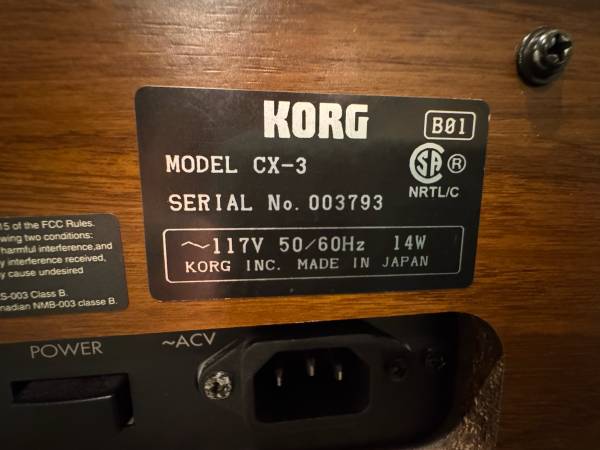 KORG
B01
MODEL CX-3
SERIAL No. 003793
NRTL/C
~117V 50/60Hz 14W
KORG INC. MADE IN JAPAN
15 of the FCC Rules.
wing two conditions:
harmful interference,and
y interference received,
y cause undesired
S-003 Class B.
nadian NMB-003 classe B.
POWER
~ACV